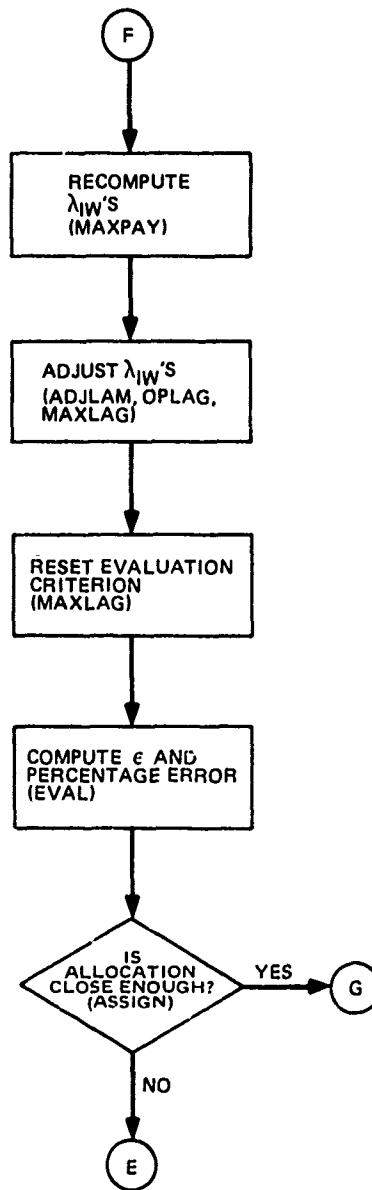 F
RECOMPUTE
λIW'S
(MAXPAY)
ADJUST λIW'S
(ADJLAM, OPLAG,
MAXLAG)
RESET EVALUATION
CRITERION
(MAXLAG)
COMPUTE ϵ AND
PERCENTAGE ERROR
(EVAL)
IS
ALLOCATION
CLOSE ENOUGH?
(ASSIGN)
YES
G
NO
E